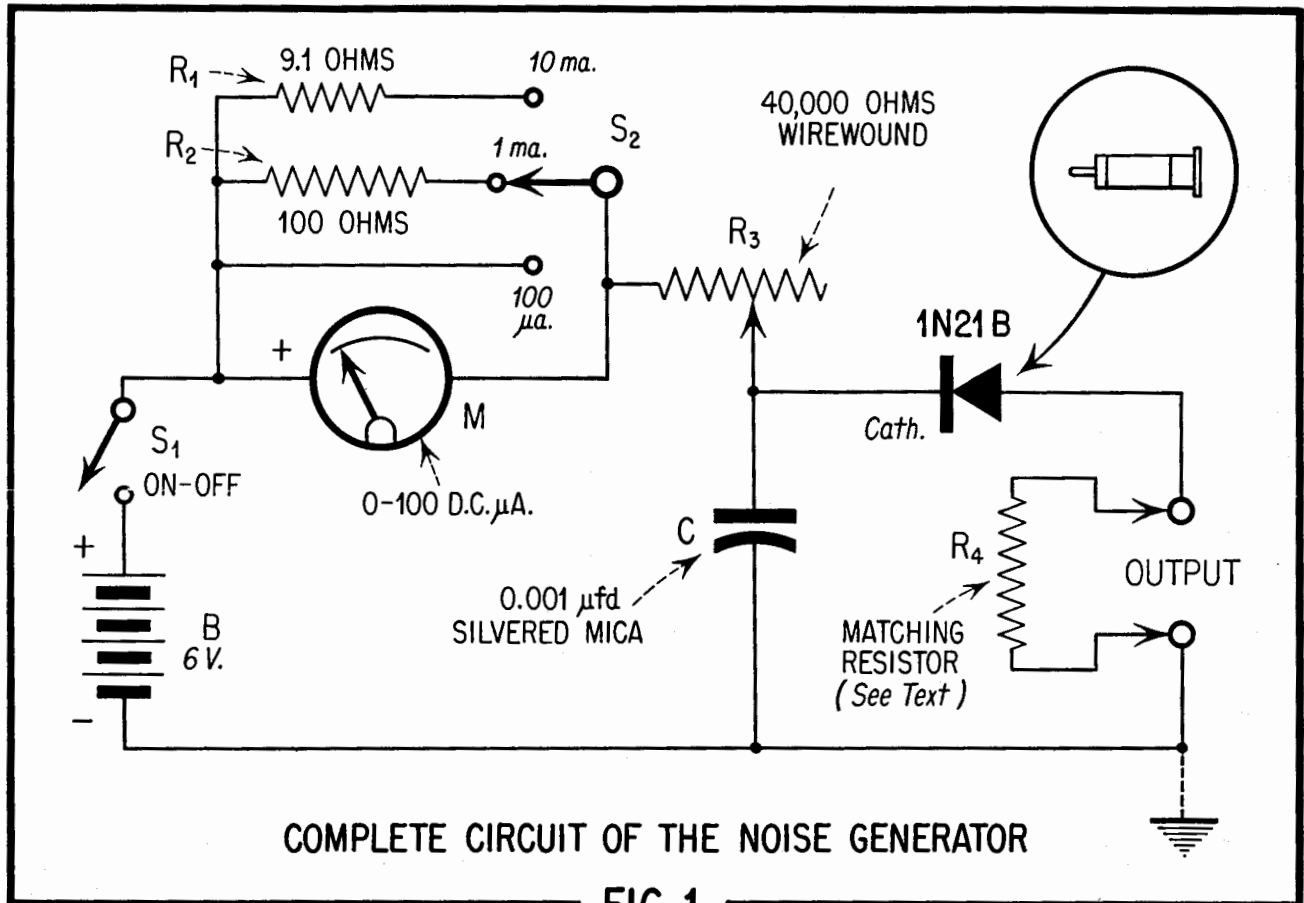 R1
9.1 OHMS
10 ma.
R2
1 ma.
S2
100 OHMS
100
μa.
40,000 OHMS
WIREWOUND
R3
1N21B
Cath.
+
M
0-100 D.C.μA.
S1
ON-OFF
+
B
6 V.
-
C
0.001 μfd
SILVERED MICA
R4
MATCHING
RESISTOR
(See Text)
OUTPUT
COMPLETE CIRCUIT OF THE NOISE GENERATOR
FIG. 1